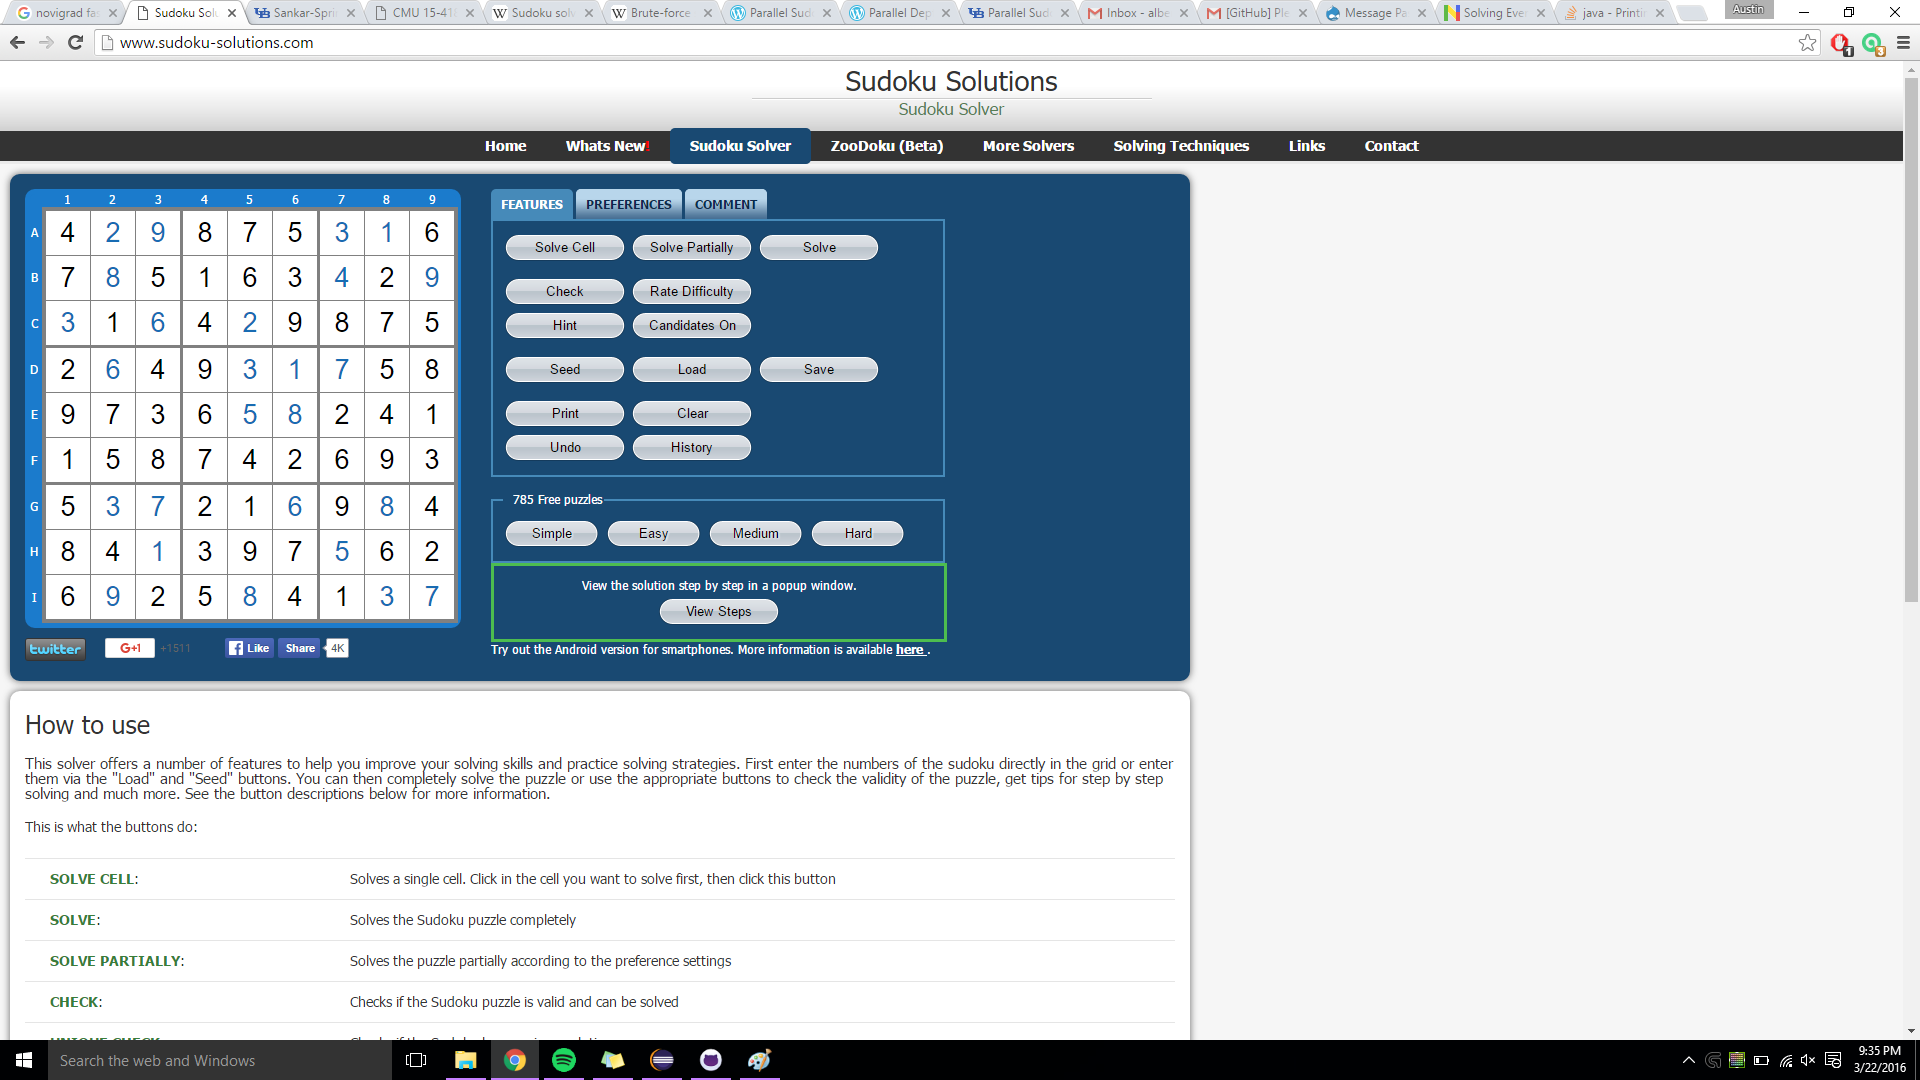 novigrad fa
Sudoku Solu
Sankar-Spri
CMU 15-418
Sudoku solv
Brute-force
Parallel Sud
Parallel Dep
Parallel Sud
Inbox - albe
[GitHub] Ple
Message Pa
Solving Eve
java - Printi
Austin
www.sudoku-solutions.com
1
3
Sudoku Solutions
Sudoku Solver
Home Whats New! Sudoku Solver ZooDoku (Beta) More Solvers Solving Techniques Links Contact
1 2 3 4 5 6 7 8 9
A 4 2 9 8 7 5 3 1 6
B 7 8 5 1 6 3 4 2 9
C 3 1 6 4 2 9 8 7 5
D 2 6 4 9 3 1 7 5 8
E 9 7 3 6 5 8 2 4 1
F 1 5 8 7 4 2 6 9 3
G 5 3 7 2 1 6 9 8 4
H 8 4 1 3 9 7 5 6 2
I 6 9 2 5 8 4 1 3 7
twitter G+1 +1511 Like Share 4K
FEATURES PREFERENCES COMMENT
Solve Cell Solve Partially Solve
Check Rate Difficulty
Hint Candidates On
Seed Load Save
Print Clear
Undo History
785 Free puzzles
Simple Easy Medium Hard
View the solution step by step in a popup window.
View Steps
Try out the Android version for smartphones. More information is available here .
How to use
This solver offers a number of features to help you improve your solving skills and practice solving strategies. First enter the numbers of the sudoku directly in the grid or enter
them via the "Load" and "Seed" buttons. You can then completely solve the puzzle or use the appropriate buttons to check the validity of the puzzle, get tips for step by step
solving and much more. See the button descriptions below for more information.
This is what the buttons do:
SOLVE CELL: Solves a single cell. Click in the cell you want to solve first, then click this button
SOLVE: Solves the Sudoku puzzle completely
SOLVE PARTIALLY: Solves the puzzle partially according to the preference settings
CHECK: Checks if the Sudoku puzzle is valid and can be solved
Search the web and Windows
9:35 PM
3/22/2016